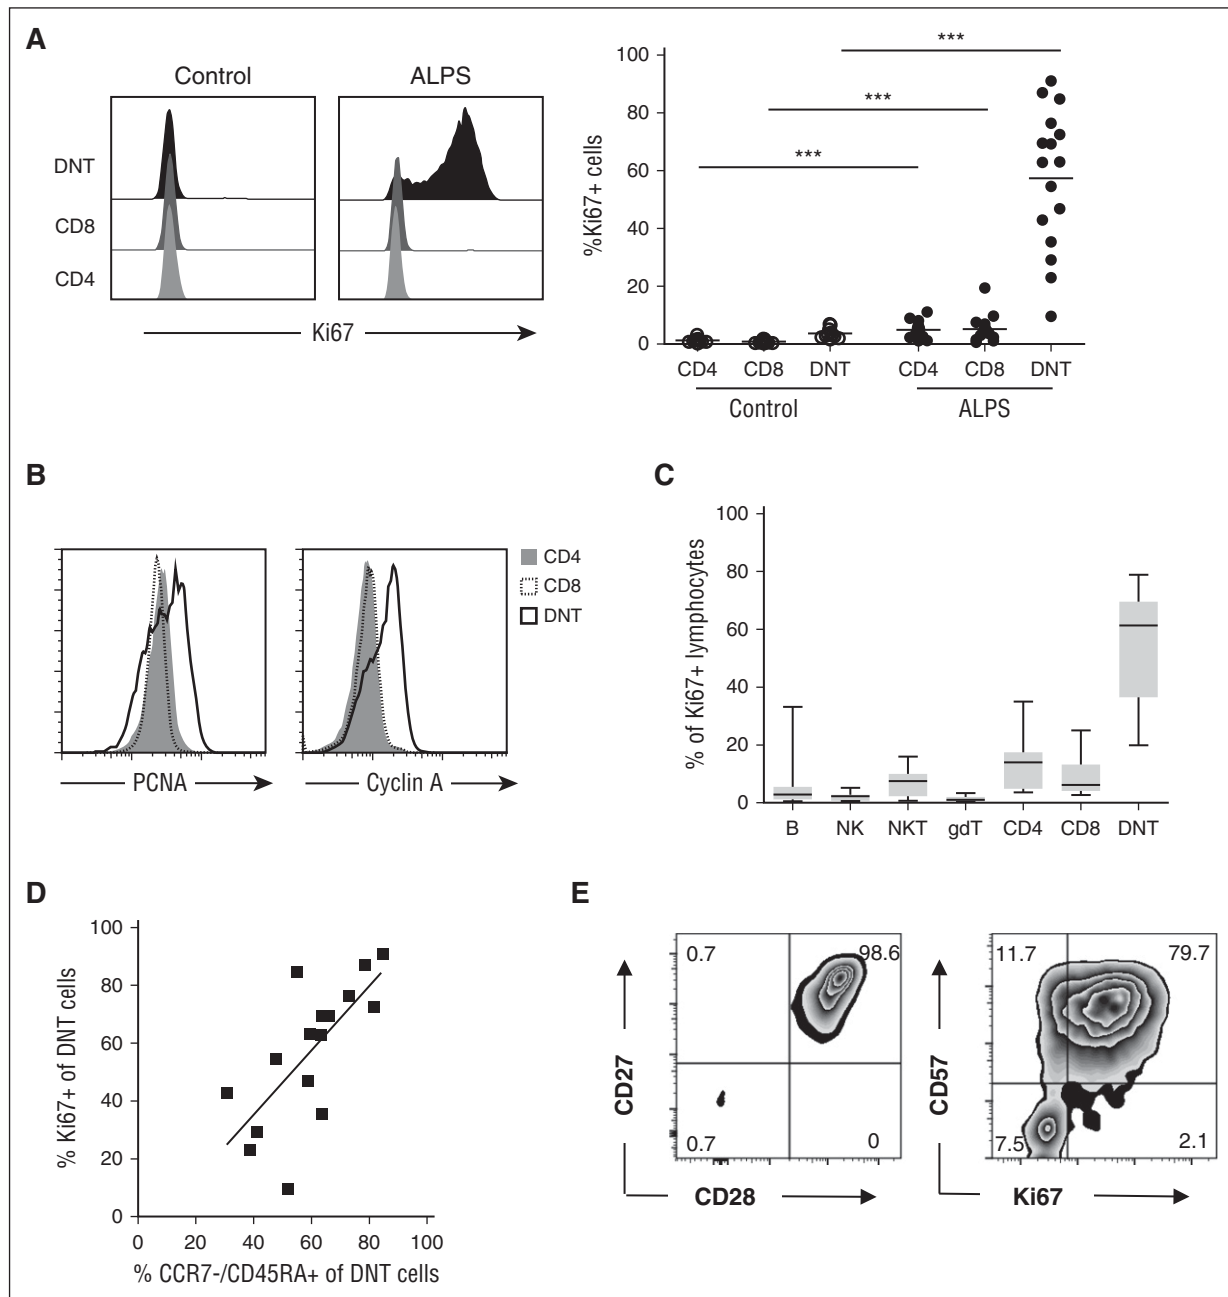 A
Control
ALPS
DNT
CD8
CD4
Ki67
%Ki67+ cells
100
80
60
40
20
0
***
***
***
CD4
CD8
DNT
CD4
CD8
DNT
Control
ALPS
B
PCNA
Cyclin A
CD4
CD8
DNT
C
% of Ki67+ lymphocytes
100
80
60
40
20
0
B
NK
NKT
gdT
CD4
CD8
DNT
D
% Ki67+ of DNT cells
100
80
60
40
20
0
0
20
40
60
80
100
% CCR7-/CD45RA+ of DNT cells
E
CD27
0.7
98.6
0.7
0
CD28
CD57
11.7
79.7
7.5
2.1
Ki67